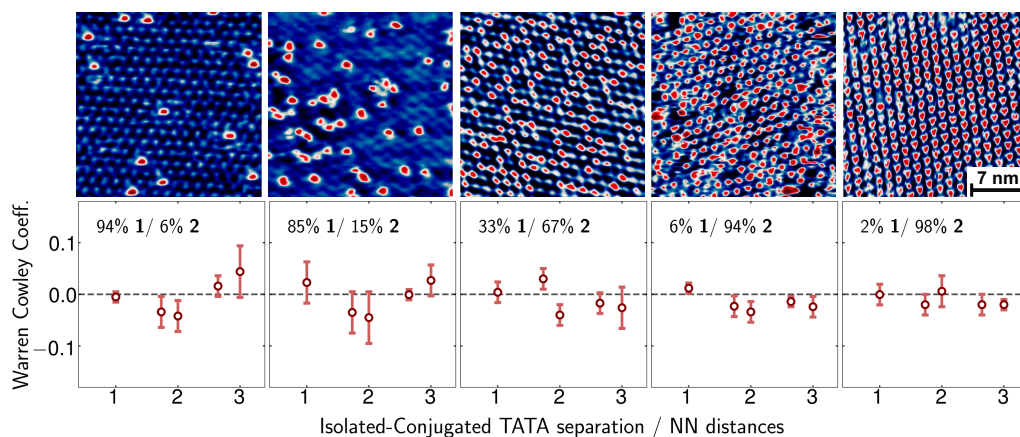 7 nm
Warren Cowley Coeff.
0.1
0.0
−0.1
94% 1/ 6% 2
85% 1/ 15% 2
33% 1/ 67% 2
6% 1/ 94% 2
2% 1/ 98% 2
1 2 3
1 2 3
1 2 3
1 2 3
1 2 3
Isolated-Conjugated TATA separation / NN distances